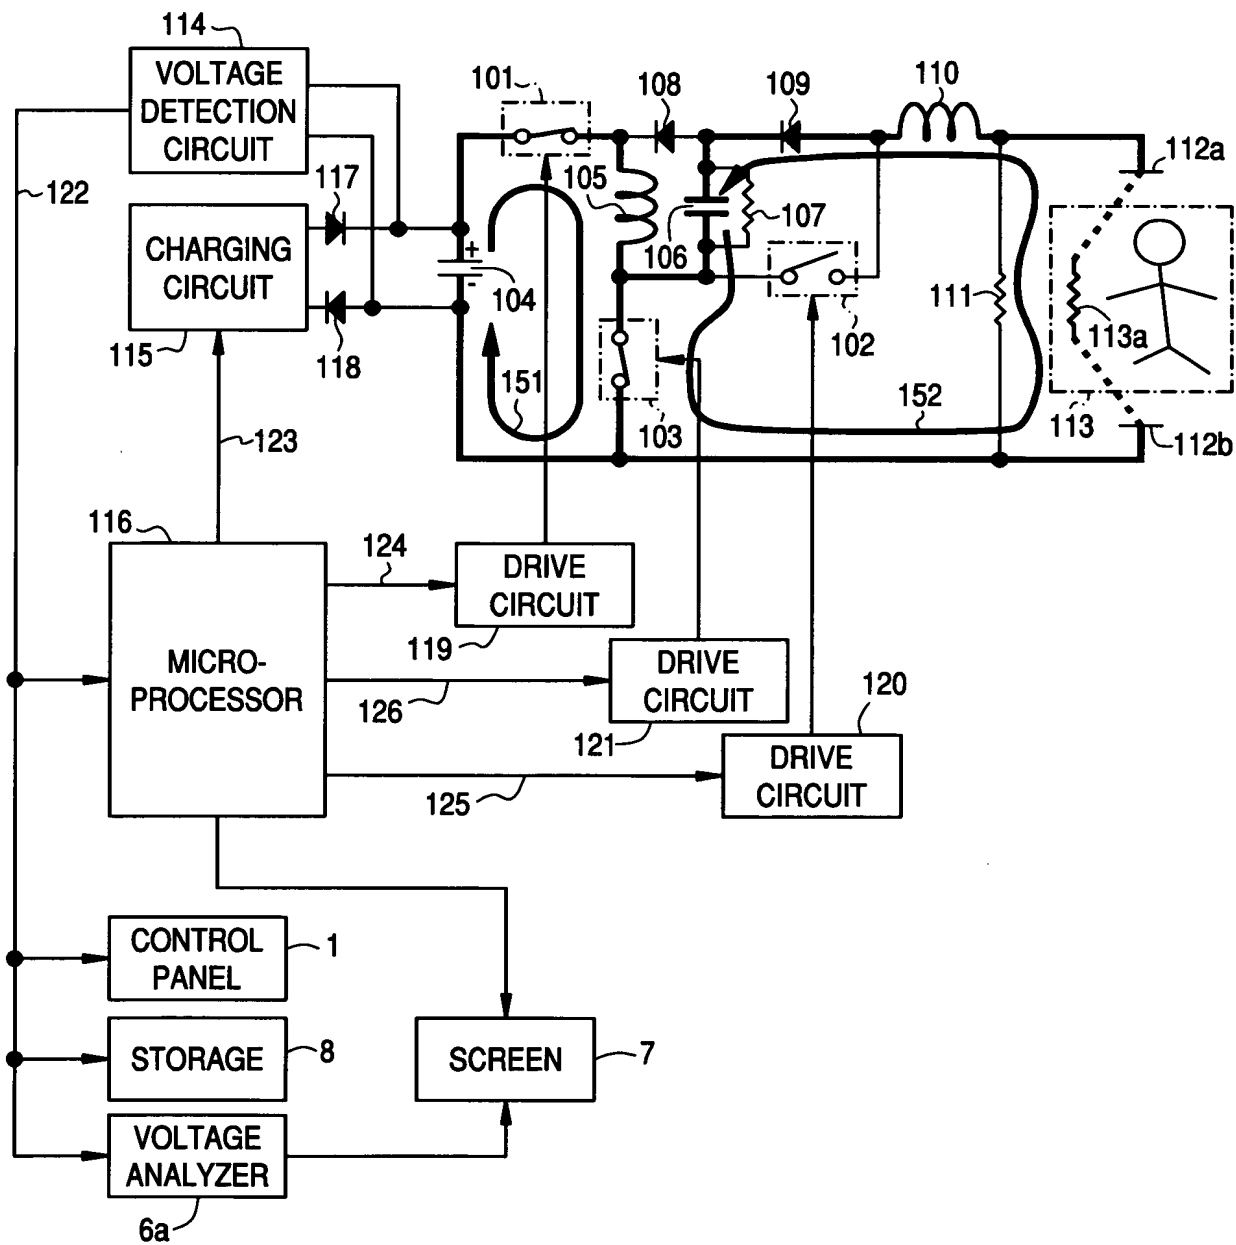 114
VOLTAGE
DETECTION
CIRCUIT
101
108
109
110
112a
122
117
105
106
107
CHARGING
CIRCUIT
+
-
104
102
111
113a
115
118
151
103
152
113
112b
123
116
124
DRIVE
CIRCUIT
119
MICRO-
PROCESSOR
126
DRIVE
CIRCUIT
121
120
125
DRIVE
CIRCUIT
CONTROL
PANEL
1
STORAGE
8
SCREEN
7
VOLTAGE
ANALYZER
6a